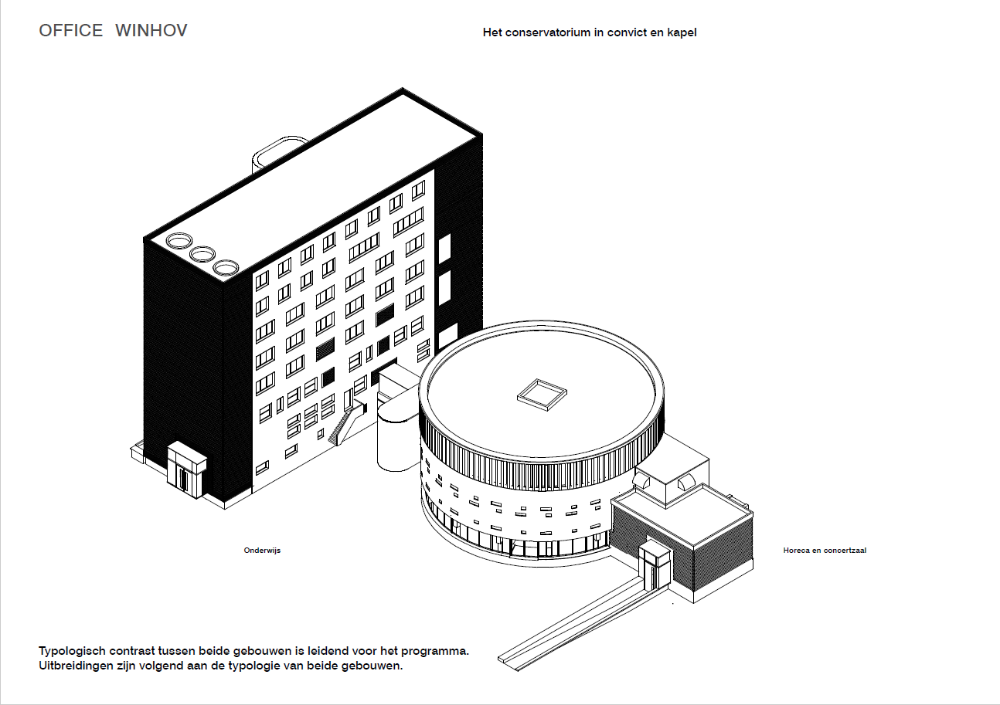 OFFICE WINHOV
Het conservatorium in convict en kapel
Onderwijs
Horeca en concertzaal
Typologisch contrast tussen beide gebouwen is leidend voor het programma.
Uitbreidingen zijn volgend aan de typologie van beide gebouwen.